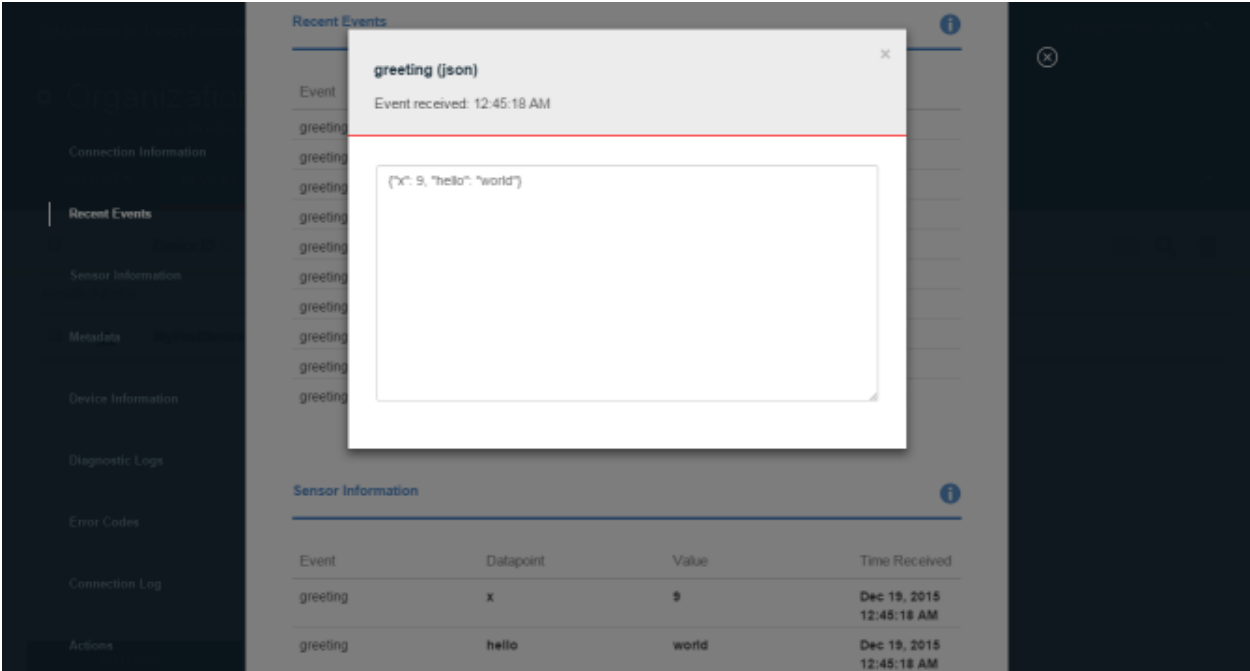 Organization
Connection Information
Recent Events
Sensor Information
Metadata
Device Information
Diagnostic Logs
Error Codes
Connection Log
Actions
Recent Events
Event
greeting
greeting
greeting
greeting
greeting
greeting
greeting
greeting
greeting
greeting
greeting (json)
×
Event received: 12:45:18 AM
{"x": 9, "hello": "world"}
Sensor Information
Event Datapoint Value Time Received
greeting x 9 Dec 19, 2015
12:45:18 AM
greeting hello world Dec 19, 2015
12:45:18 AM